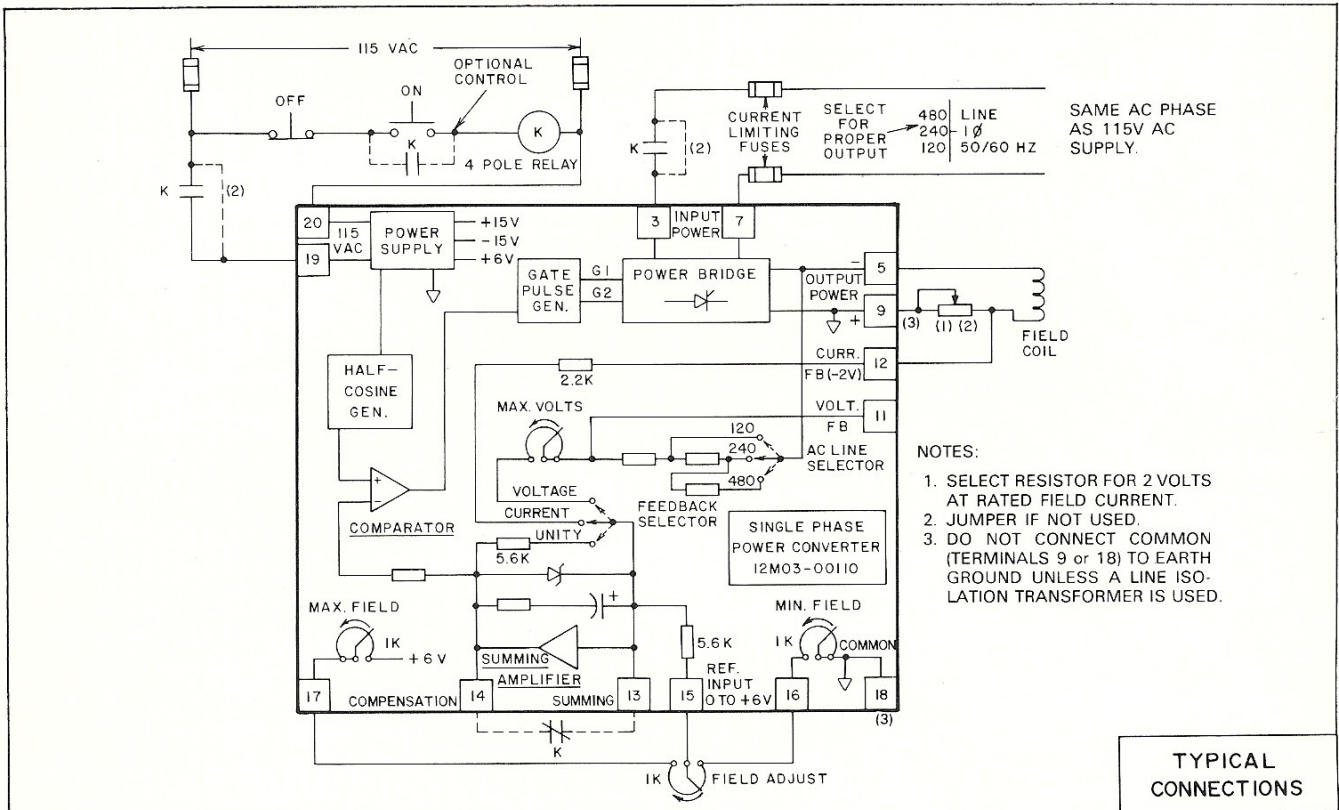 115 VAC
OPTIONAL
CONTROL
OFF
ON
K
K
4 POLE RELAY
K
(2)
K
(2)
CURRENT
LIMITING
FUSES
SELECT
FOR
PROPER
OUTPUT
480 LINE
240 - 1Ø
120 50/60 HZ
SAME AC PHASE
AS 115V AC
SUPPLY.
20
115
VAC
19
POWER
SUPPLY
+15V
-15V
+6V
3
INPUT
POWER
7
GATE
PULSE
GEN.
G1
G2
POWER BRIDGE
-
OUTPUT
POWER
+
5
9
(3)
(1) (2)
FIELD
COIL
HALF-
COSINE
GEN.
2.2K
CURR.
FB(-2V)
12
MAX. VOLTS
VOLT.
FB
11
120
240
480
AC LINE
SELECTOR
FEEDBACK
SELECTOR
VOLTAGE
CURRENT
UNITY
5.6K
+
-
COMPARATOR
SINGLE PHASE
POWER CONVERTER
12M03-00110
NOTES:
1. SELECT RESISTOR FOR 2 VOLTS
AT RATED FIELD CURRENT.
2. JUMPER IF NOT USED.
3. DO NOT CONNECT COMMON
(TERMINALS 9 or 18) TO EARTH
GROUND UNLESS A LINE ISO-
LATION TRANSFORMER IS USED.
MAX. FIELD
1K
+6V
+
SUMMING
AMPLIFIER
5.6K
MIN. FIELD
1K
COMMON
17
COMPENSATION
14
SUMMING
13
15
REF.
INPUT
0 TO +6V
16
18
(3)
K
1K
FIELD ADJUST
TYPICAL
CONNECTIONS